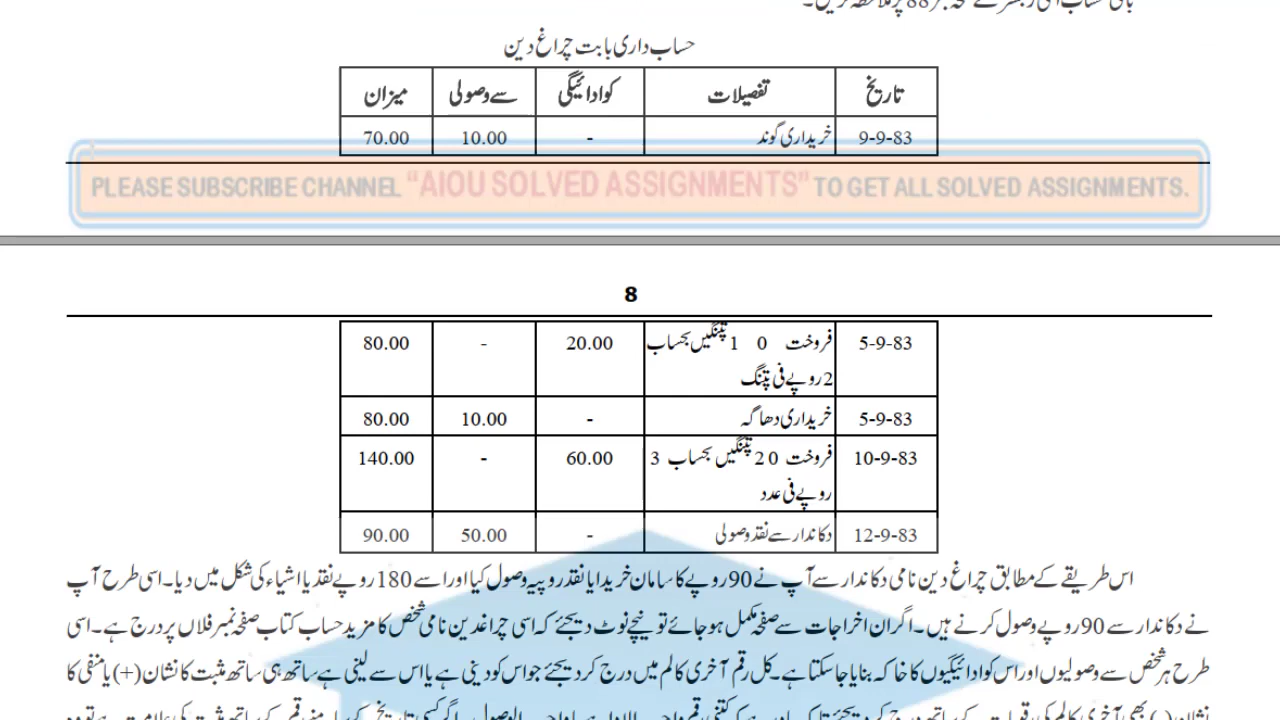 حساب داری بابت چراغ دین
تاریخ تفصیلات کو ادائیگی سے وصولی میزان
9-9-83 خریداری گوند - 10.00 70.00
PLEASE SUBSCRIBE CHANNEL “AIOU SOLVED ASSIGNMENTS” TO GET ALL SOLVED ASSIGNMENTS.
8
5-9-83 فروخت 10 پتنگیں بحساب 20.00 - 80.00
2 روپے فی پتنگ
5-9-83 خریداری دھاگہ - 10.00 80.00
10-9-83 فروخت 20 پتنگیں بحساب 3 60.00 - 140.00
روپے فی عدد
12-9-83 دکاندار سے نقد وصولی - 50.00 90.00
اس طریقے کے مطابق چراغ دین نامی دکاندار سے آپ نے 90 روپے کا سامان خریدا یا نقد روپیہ وصول کیا اور اسے 180 روپے نقد یا اشیاء کی شکل میں دیا۔ اسی طرح آپ
نے دکاندار سے 90 روپے وصول کرنے ہیں۔ اگر ان اخراجات سے صفحہ مکمل ہو جائے تو نیچے نوٹ دیجئے کہ اسی چراغدین نامی شخص کا مزید حساب کتاب صفحہ نمبر فلاں پر درج ہے۔ اسی
طرح ہر شخص سے وصولیوں اور اس کو ادائیگیوں کا خاکہ بنایا جا سکتا ہے۔ کل رقم آخری کالم میں درج کر دیجئے جو اس کو دینی ہے یا اس سے لینی ہے ساتھ ہی ساتھ مثبت کا نشان (+) یا منفی کا